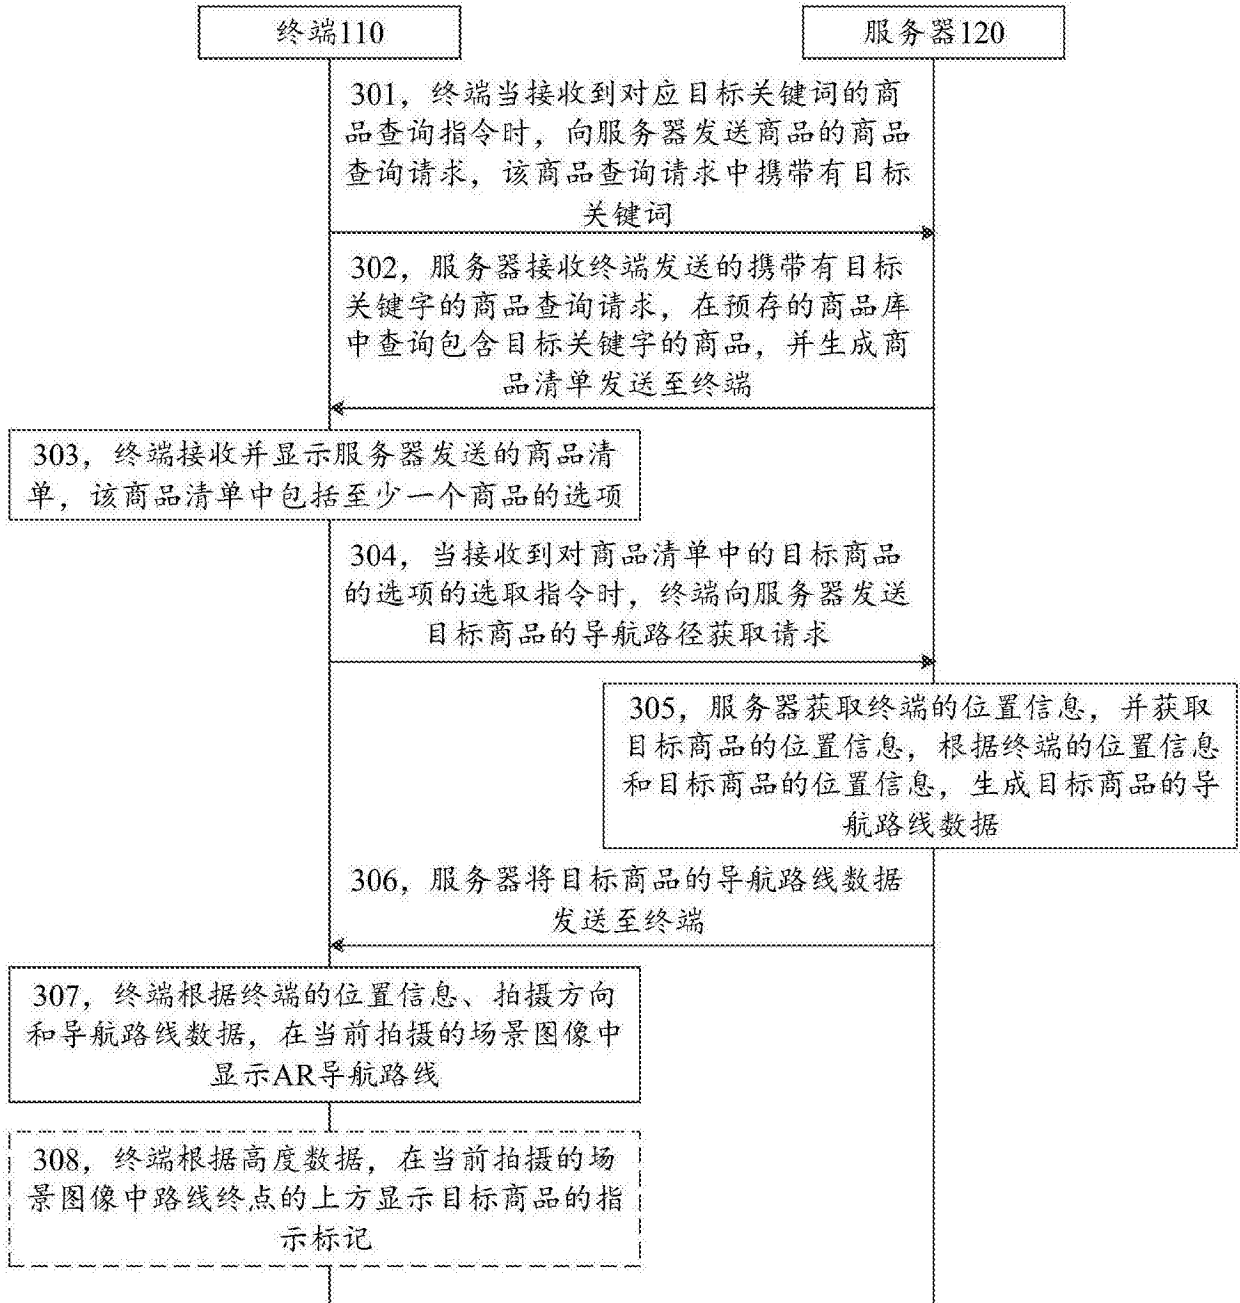 终端110
服务器120
301，终端当接收到对应目标关键词的商
品查询指令时，向服务器发送商品的商品
查询请求，该商品查询请求中携带有目标
关键词
302，服务器接收终端发送的携带有目标
关键字的商品查询请求，在预存的商品库
中查询包含目标关键字的商品，并生成商
品清单发送至终端
303，终端接收并显示服务器发送的商品清
单，该商品清单中包括至少一个商品的选项
304，当接收到对商品清单中的目标商品
的选项的选取指令时，终端向服务器发送
目标商品的导航路径获取请求
305，服务器获取终端的位置信息，并获取
目标商品的位置信息，根据终端的位置信息
和目标商品的位置信息，生成目标商品的导
航路线数据
306，服务器将目标商品的导航路线数据
发送至终端
307，终端根据终端的位置信息、拍摄方向
和导航路线数据，在当前拍摄的场景图像中
显示AR导航路线
308，终端根据高度数据，在当前拍摄的场
景图像中路线终点的上方显示目标商品的指
示标记